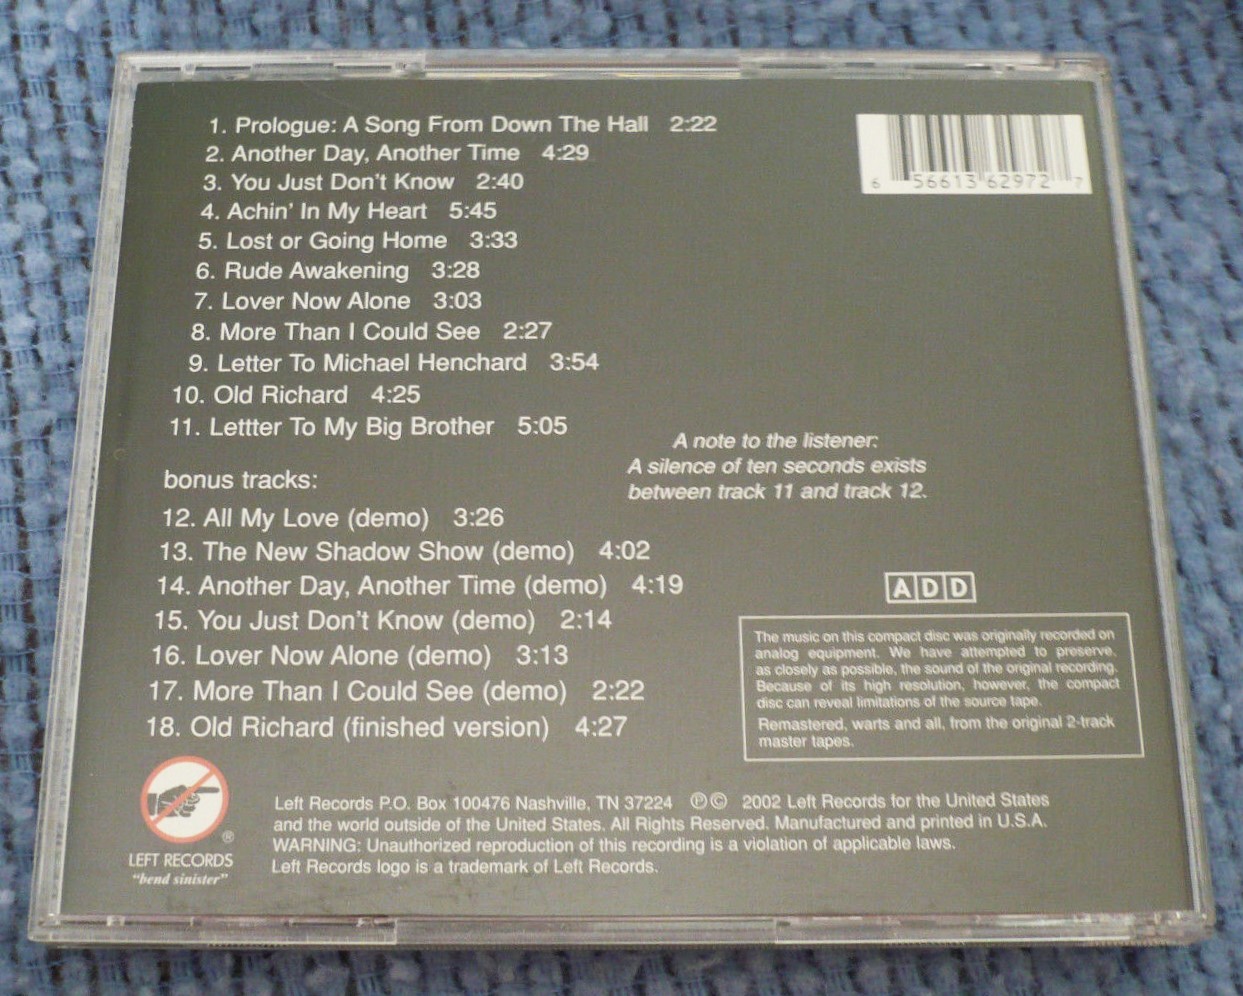 1. Prologue: A Song From Down The Hall 2:22
2. Another Day, Another Time 4:29
3. You Just Don't Know 2:40
4. Achin' In My Heart 5:45
5. Lost or Going Home 3:33
6. Rude Awakening 3:28
7. Lover Now Alone 3:03
8. More Than I Could See 2:27
9. Letter To Michael Henchard 3:54
10. Old Richard 4:25
11. Lettter To My Big Brother 5:05
bonus tracks:
12. All My Love (demo) 3:26
13. The New Shadow Show (demo) 4:02
14. Another Day, Another Time (demo) 4:19
15. You Just Don't Know (demo) 2:14
16. Lover Now Alone (demo) 3:13
17. More Than I Could See (demo) 2:22
18. Old Richard (finished version) 4:27
6 56613 62972 7
A note to the listener:
A silence of ten seconds exists
between track 11 and track 12.
ADD
The music on this compact disc was originally recorded on
analog equipment. We have attempted to preserve,
as closely as possible, the sound of the original recording.
Because of its high resolution, however, the compact
disc can reveal limitations of the source tape.
Remastered, warts and all, from the original 2-track
master tapes.
®
LEFT RECORDS
"bend sinister"
Left Records P.O. Box 100476 Nashville, TN 37224 ℗© 2002 Left Records for the United States
and the world outside of the United States. All Rights Reserved. Manufactured and printed in U.S.A.
WARNING: Unauthorized reproduction of this recording is a violation of applicable laws.
Left Records logo is a trademark of Left Records.